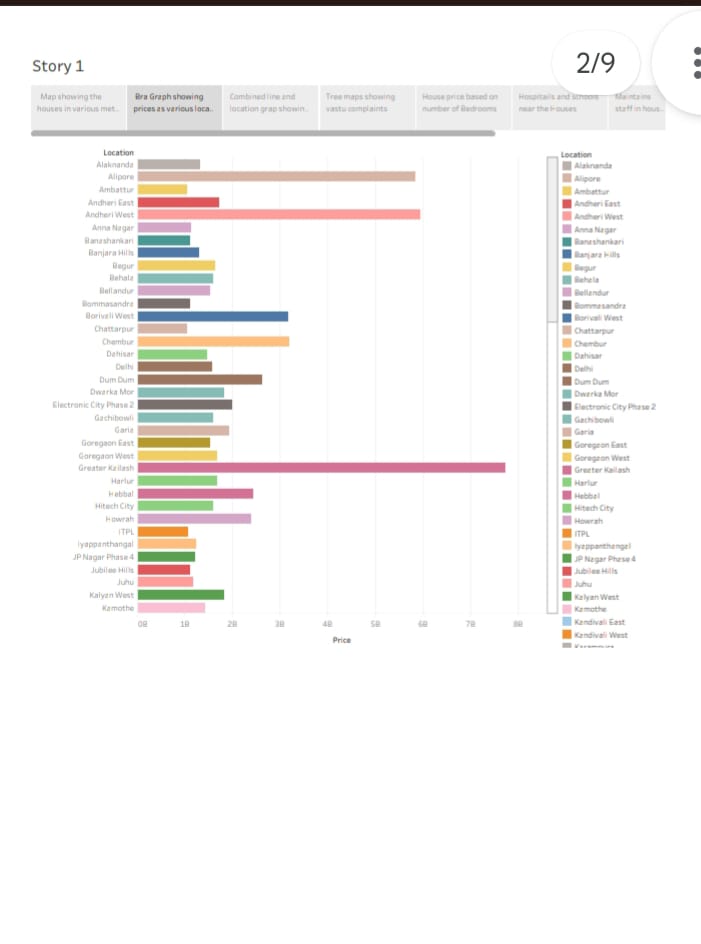 2/9
Story 1
Map showing the
houses in various met..
Bra Graph showing
prices as various loca..
Combined line and
location grap showin..
Tree maps showing
vastu complaints
House price based on
number of Bedrooms
Hospitails and schools
near the Houses
Maintains
staff in hous..
Location
Alaknanda
Alipore
Ambattur
Andheri East
Andheri West
Anna Nagar
Banashankari
Banjara Hills
Begur
Behala
Bellandur
Bommasandra
Borivali West
Chattarpur
Chembur
Dahisar
Delhi
Dum Dum
Dwarka Mor
Electronic City Phase 2
Gachibowli
Garia
Goregaon East
Goregaon West
Greater Kailash
Harlur
Hebbal
Hitech City
Howrah
ITPL
Iyappanthangal
JP Nagar Phase 4
Jubilee Hills
Juhu
Kalyan West
Kamothe
0B
1B
2B
3B
4B
5B
6B
7B
8B
Price
Location
Alaknanda
Alipore
Ambattur
Andheri East
Andheri West
Anna Nagar
Banashankari
Banjara Hills
Begur
Behala
Bellandur
Bommasandra
Borivali West
Chattarpur
Chembur
Dahisar
Delhi
Dum Dum
Dwarka Mor
Electronic City Phase 2
Gachibowli
Garia
Goregaon East
Goregaon West
Greater Kailash
Harlur
Hebbal
Hitech City
Howrah
ITPL
Iyappanthangal
JP Nagar Phase 4
Jubilee Hills
Juhu
Kalyan West
Kamothe
Kandivali East
Kandivali West